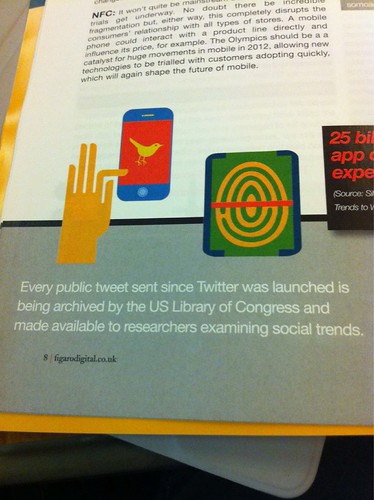 NFC: it won't quite be mainstream
trials get underway. No doubt there be incredible
fragmentation but, either way, this completely disrupts the
consumers' relationship with all types of stores. A mobile
phone could interact with a product line directly and
influence its price, for example. The Olympics should be a a
catalyst for huge movements in mobile in 2012, allowing new
technologies to be trialled with customers adopting quickly,
which will again shape the future of mobile.
25 bil
app
expe
(Source:
Trends to
Every public tweet sent since Twitter was launched is
being archived by the US Library of Congress and
made available to researchers examining social trends.
8 | figarodigital.co.uk